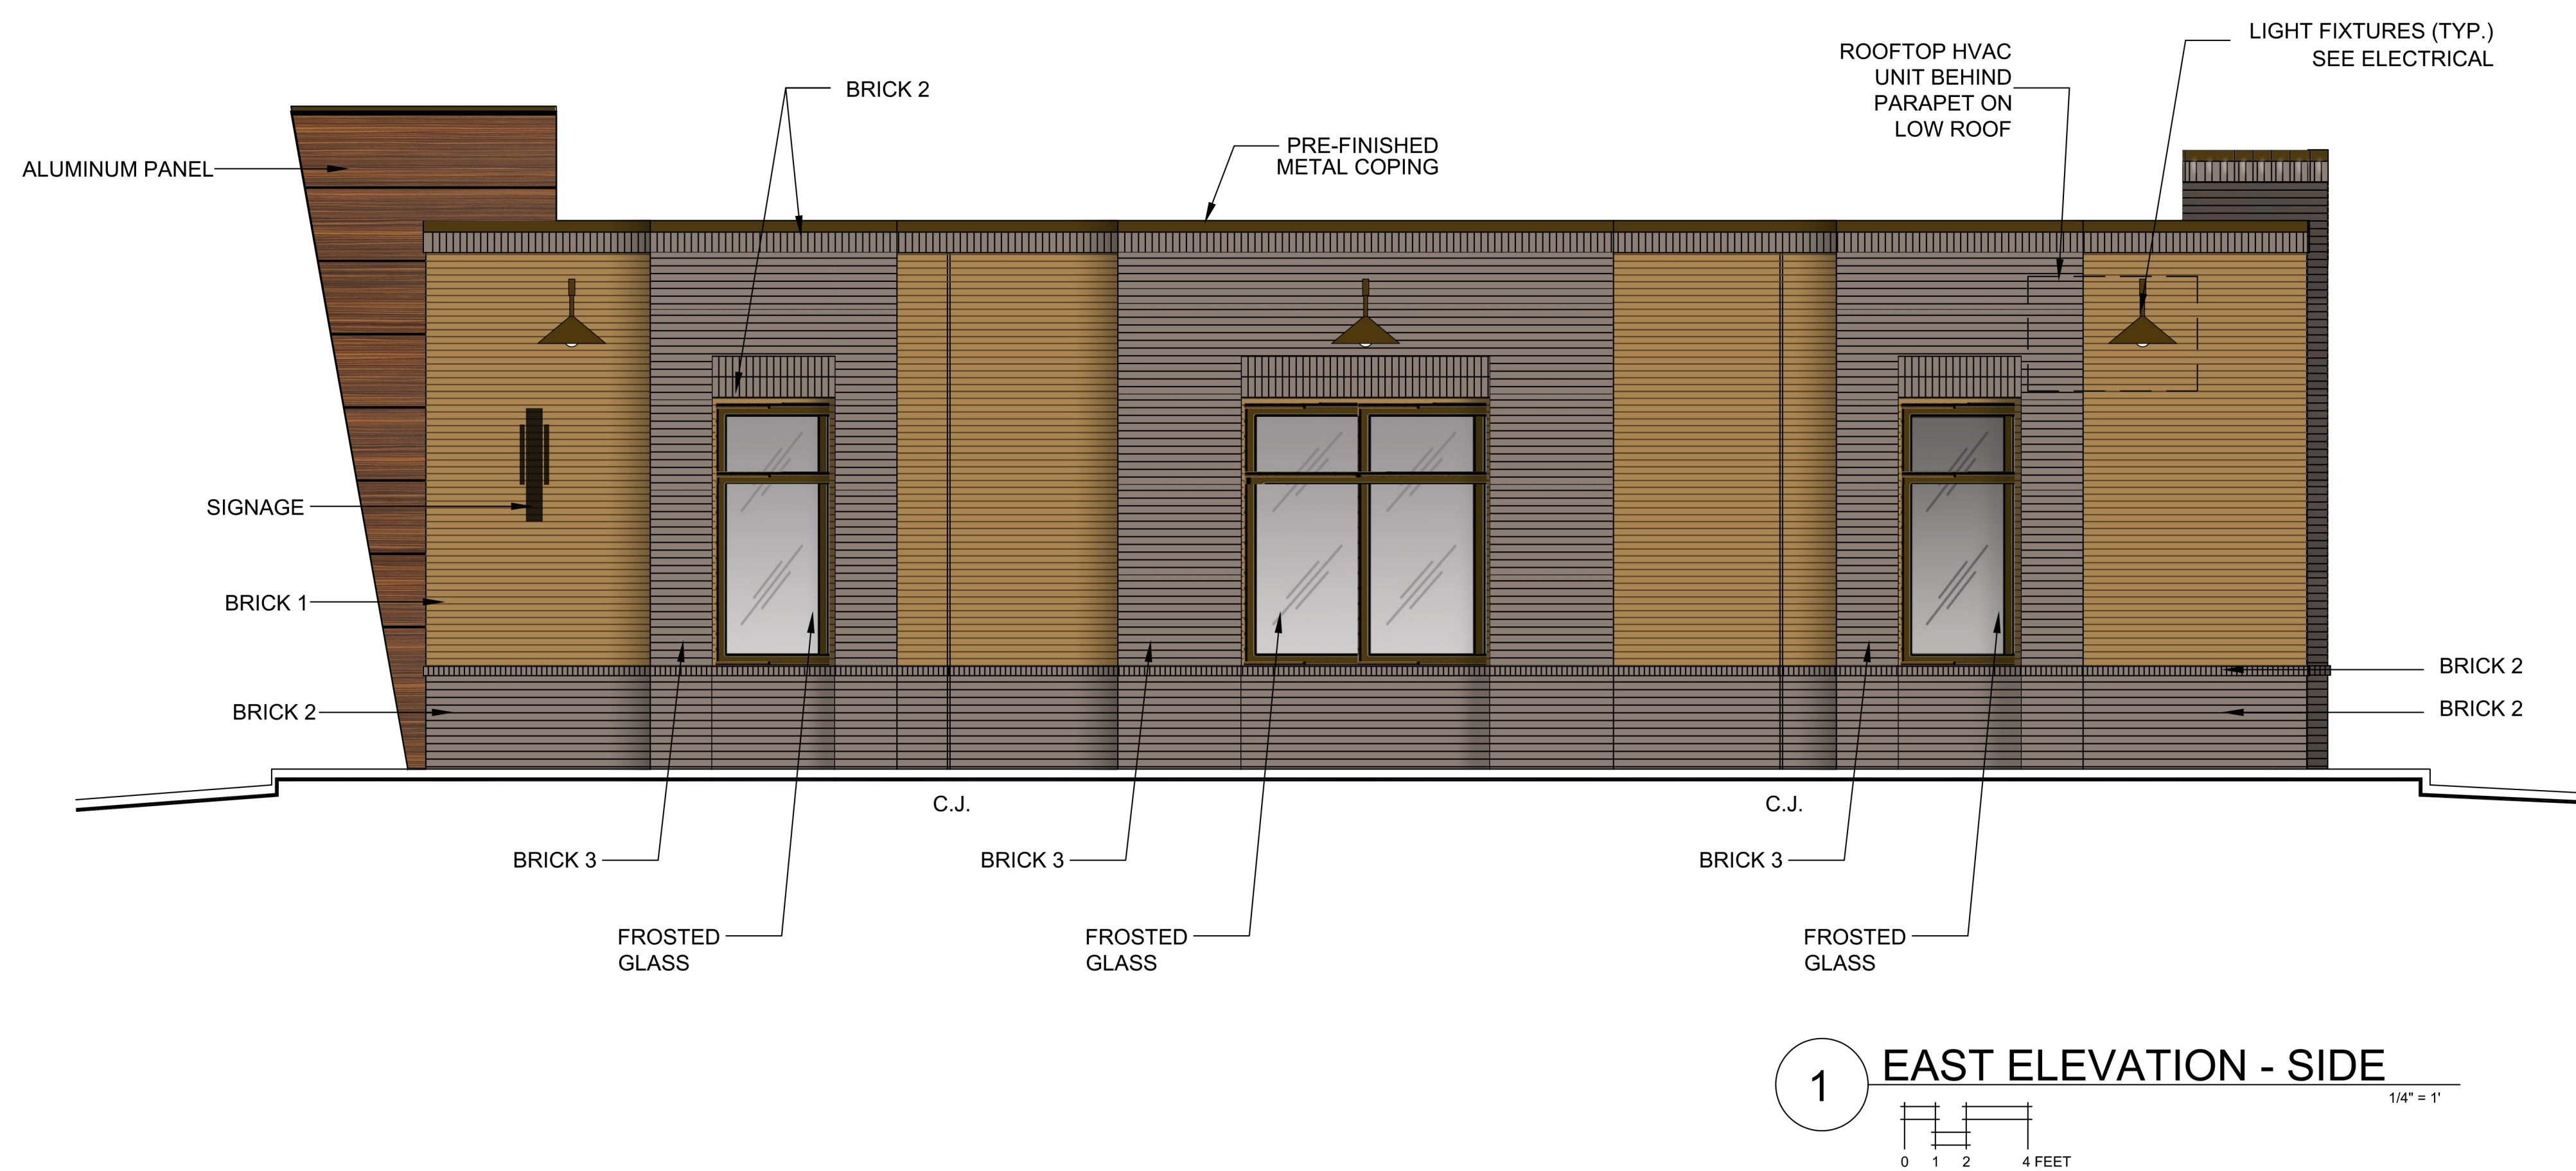 LIGHT FIXTURES (TYP.)
SEE ELECTRICAL
ROOFTOP HVAC
UNIT BEHIND
PARAPET ON
LOW ROOF
BRICK 2
PRE-FINISHED
METAL COPING
ALUMINUM PANEL
SIGNAGE
BRICK 1
BRICK 2
BRICK 2
BRICK 2
C.J.
C.J.
BRICK 3
BRICK 3
BRICK 3
FROSTED
GLASS
FROSTED
GLASS
FROSTED
GLASS
1
EAST ELEVATION - SIDE
1/4" = 1'
0 1 2 4 FEET